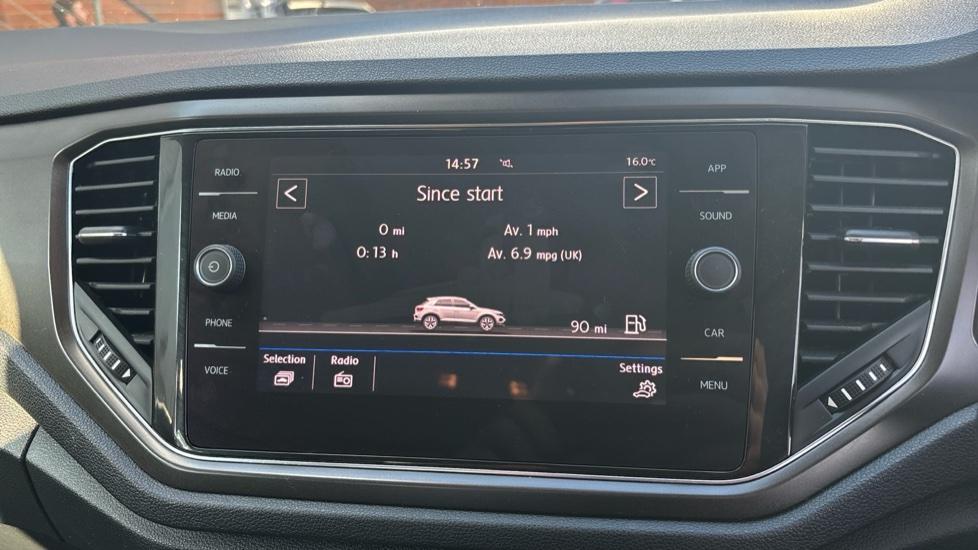 14:57 16.0°C
Since start
0 mi Av. 1 mph
0:13 h Av. 6.9 mpg (UK)
90 mi
Selection Radio Settings
RADIO
MEDIA
PHONE
VOICE
APP
SOUND
CAR
MENU